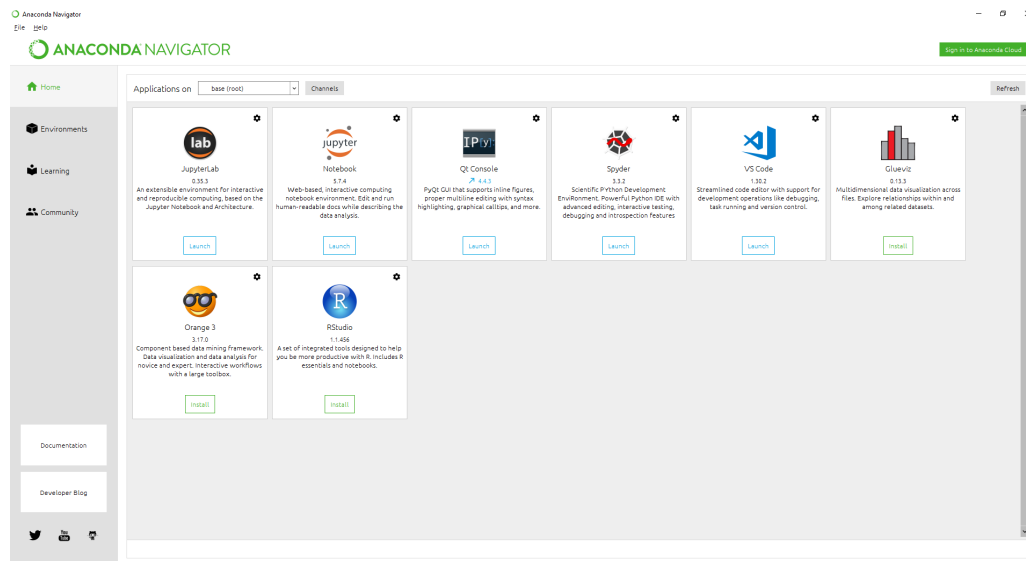 Anaconda Navigator
File Help
ANACONDA NAVIGATOR
Sign in to Anaconda Cloud
Home
Environments
Learning
Community
Applications on base (root) Channels
Refresh
lab
JupyterLab
0.35.3
An extensible environment for interactive
and reproducible computing, based on the
Jupyter Notebook and Architecture.
Launch
jupyter
Notebook
5.7.4
Web-based, interactive computing
notebook environment. Edit and run
human-readable docs while describing the
data analysis.
Launch
IP[y]:
Qt Console
4.4.3
PyQt GUI that supports inline figures,
proper multiline editing with syntax
highlighting, graphical calltips, and more.
Launch
Spyder
3.3.2
Scientific PYthon Development
EnviRonment. Powerful Python IDE with
advanced editing, interactive testing,
debugging and introspection features
Launch
VS Code
1.30.2
Streamlined code editor with support for
development operations like debugging,
task running and version control.
Launch
Glueviz
0.13.3
Multidimensional data visualization across
files. Explore relationships within and
among related datasets.
Install
Orange 3
3.17.0
Component based data mining framework.
Data visualization and data analysis for
novice and expert. Interactive workflows
with a large toolbox.
Install
R
RStudio
1.1.456
A set of integrated tools designed to help
you be more productive with R. Includes R
essentials and notebooks.
Install
Documentation
Developer Blog
You
Tube